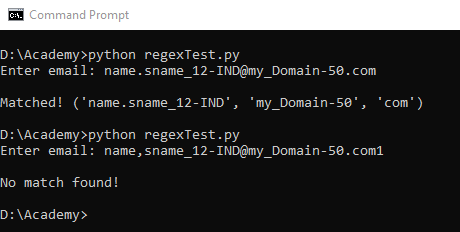 Command Prompt
D:\Academy>python regexTest.py
Enter email: name.sname_12-IND@my_Domain-50.com
Matched! ('name.sname_12-IND', 'my_Domain-50', 'com')
D:\Academy>python regexTest.py
Enter email: name,sname_12-IND@my_Domain-50.com1
No match found!
D:\Academy>